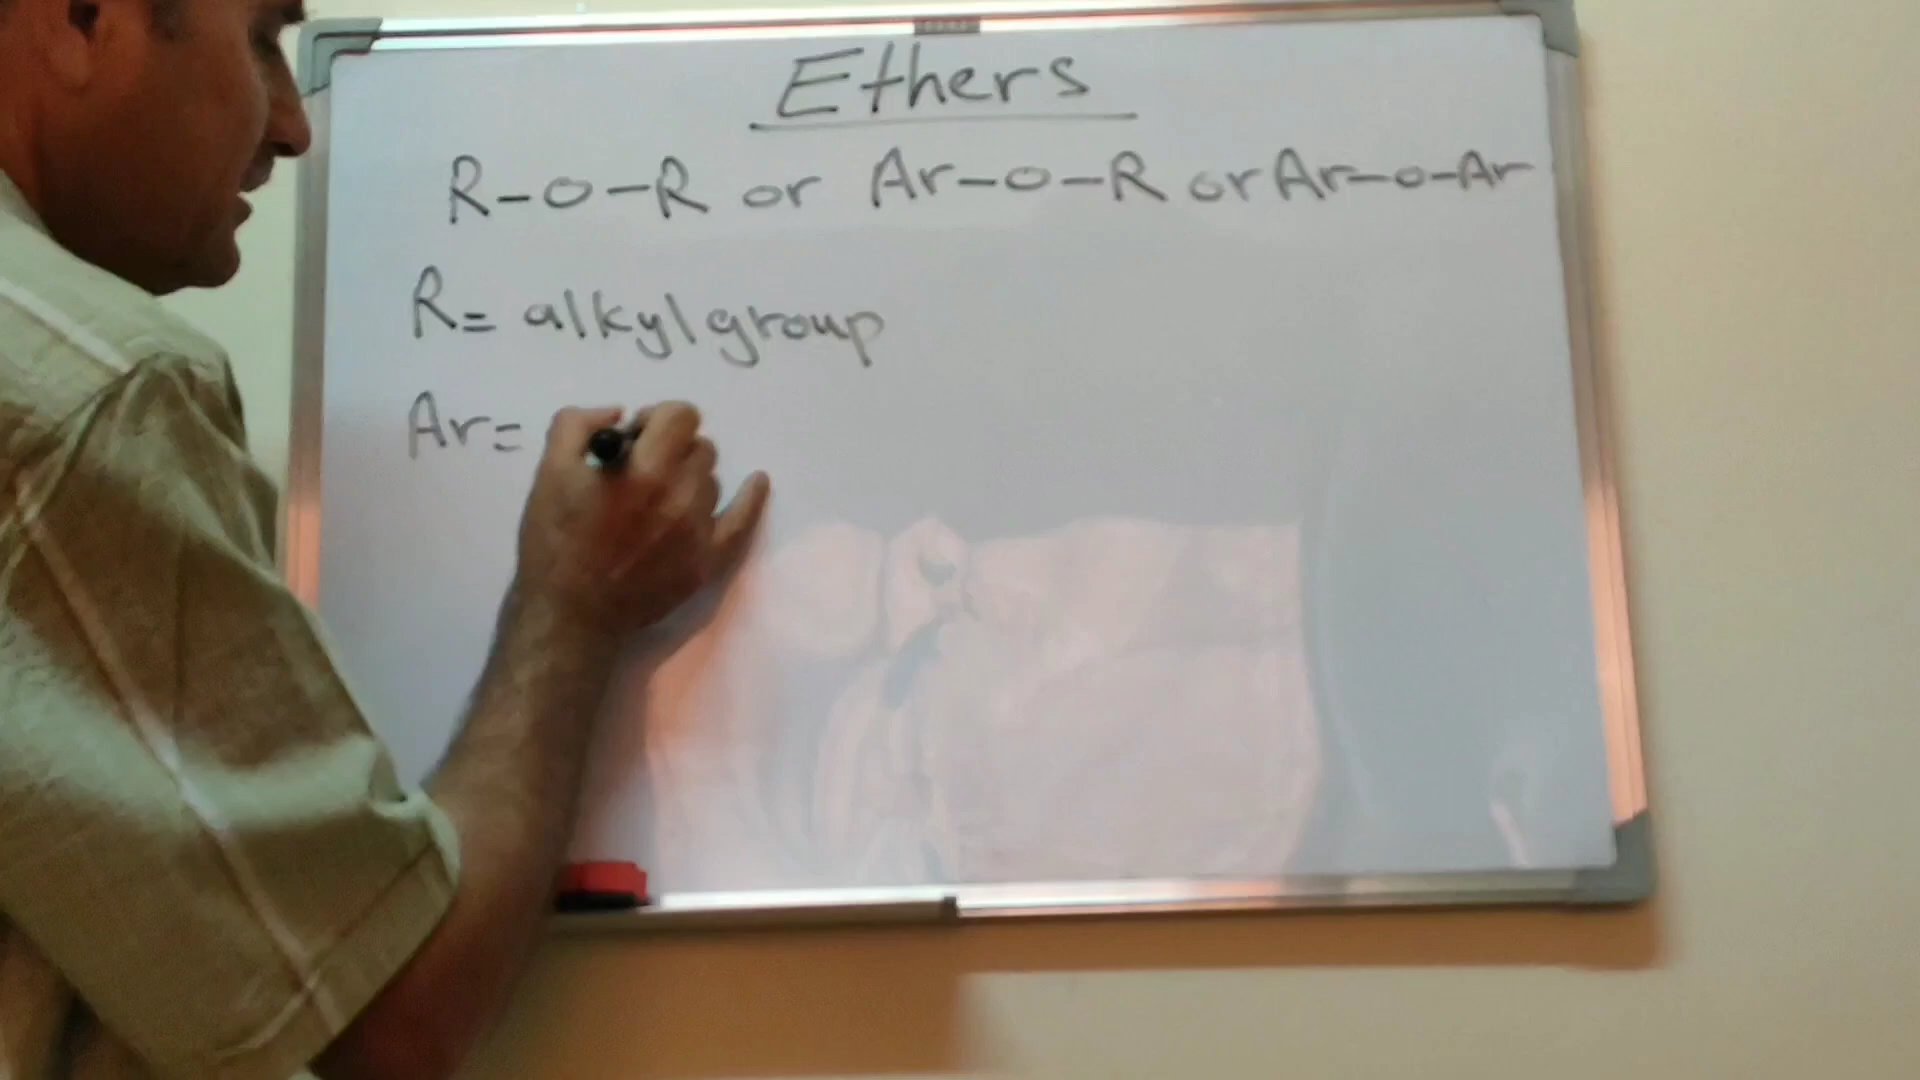 Ethers
R-O-R or Ar-O-R or Ar-O-Ar
R= alkyl group
Ar=